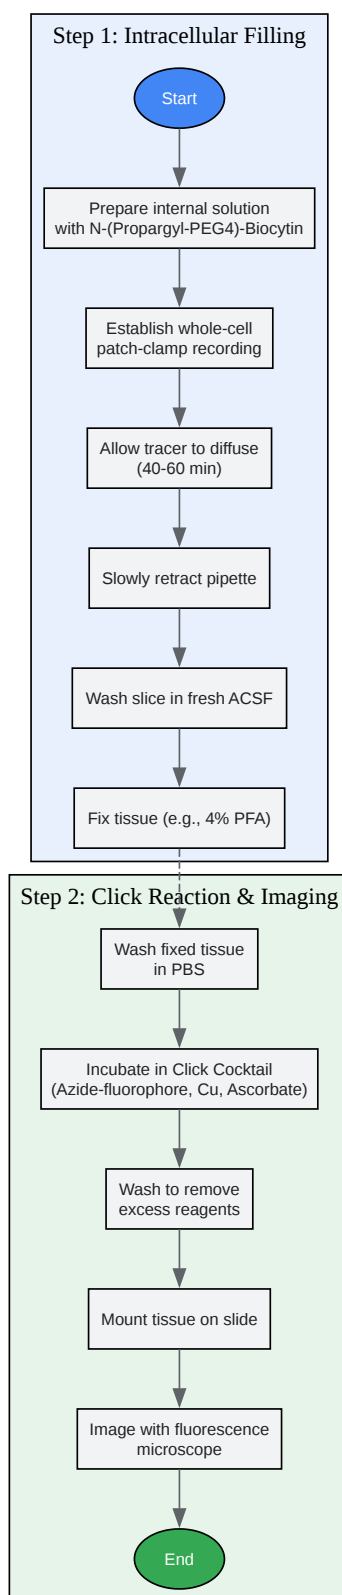 Step 1: Intracellular Filling
Start
Prepare internal solution
with N-(Propargyl-PEG4)-Biocytin
Establish whole-cell
patch-clamp recording
Allow tracer to diffuse
(40-60 min)
Slowly retract pipette
Wash slice in fresh ACSF
Fix tissue (e.g., 4% PFA)
Step 2: Click Reaction & Imaging
Wash fixed tissue
in PBS
Incubate in Click Cocktail
(Azide-fluorophore, Cu, Ascorbate)
Wash to remove
excess reagents
Mount tissue on slide
Image with fluorescence
microscope
End